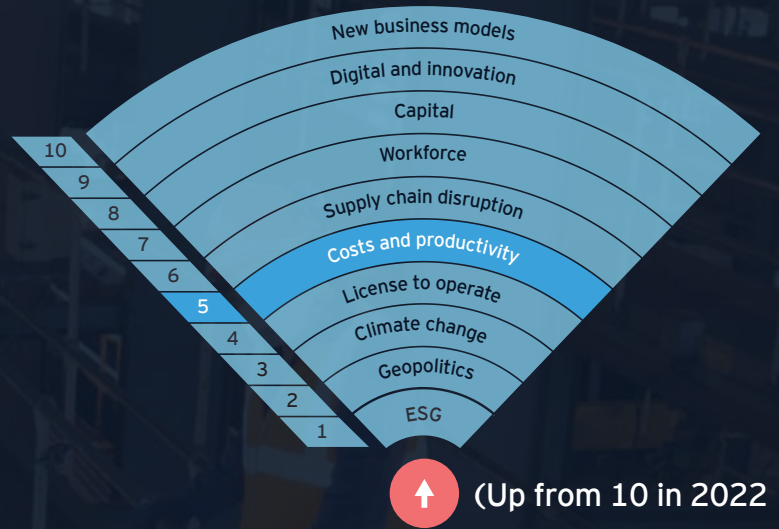 New business models
Digital and innovation
Capital
Workforce
Supply chain disruption
Costs and productivity
License to operate
Climate change
Geopolitics
ESG
10
9
8
7
6
5
4
3
2
1
(Up from 10 in 2022